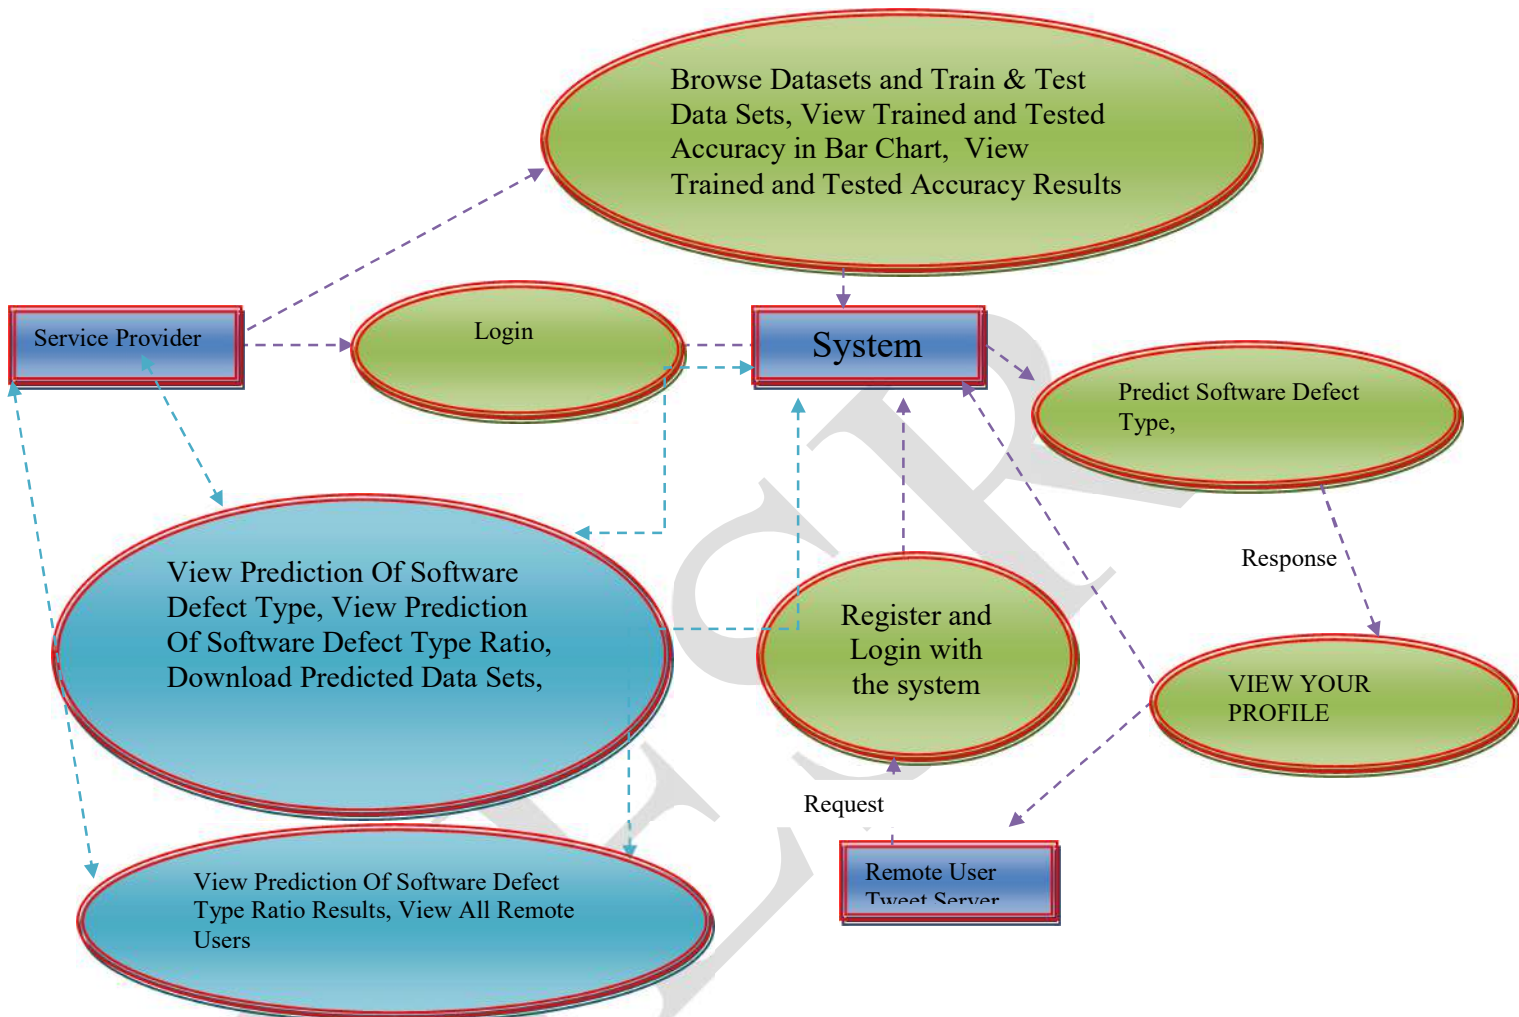 Browse Datasets and Train & Test
Data Sets, View Trained and Tested
Accuracy in Bar Chart, View
Trained and Tested Accuracy Results
Service Provider
Login
System
Predict Software Defect
Type,
View Prediction Of Software
Defect Type, View Prediction
Of Software Defect Type Ratio,
Download Predicted Data Sets,
Response
Register and
Login with
the system
VIEW YOUR
PROFILE
Request
Remote User
Tweet Server
View Prediction Of Software Defect
Type Ratio Results, View All Remote
Users